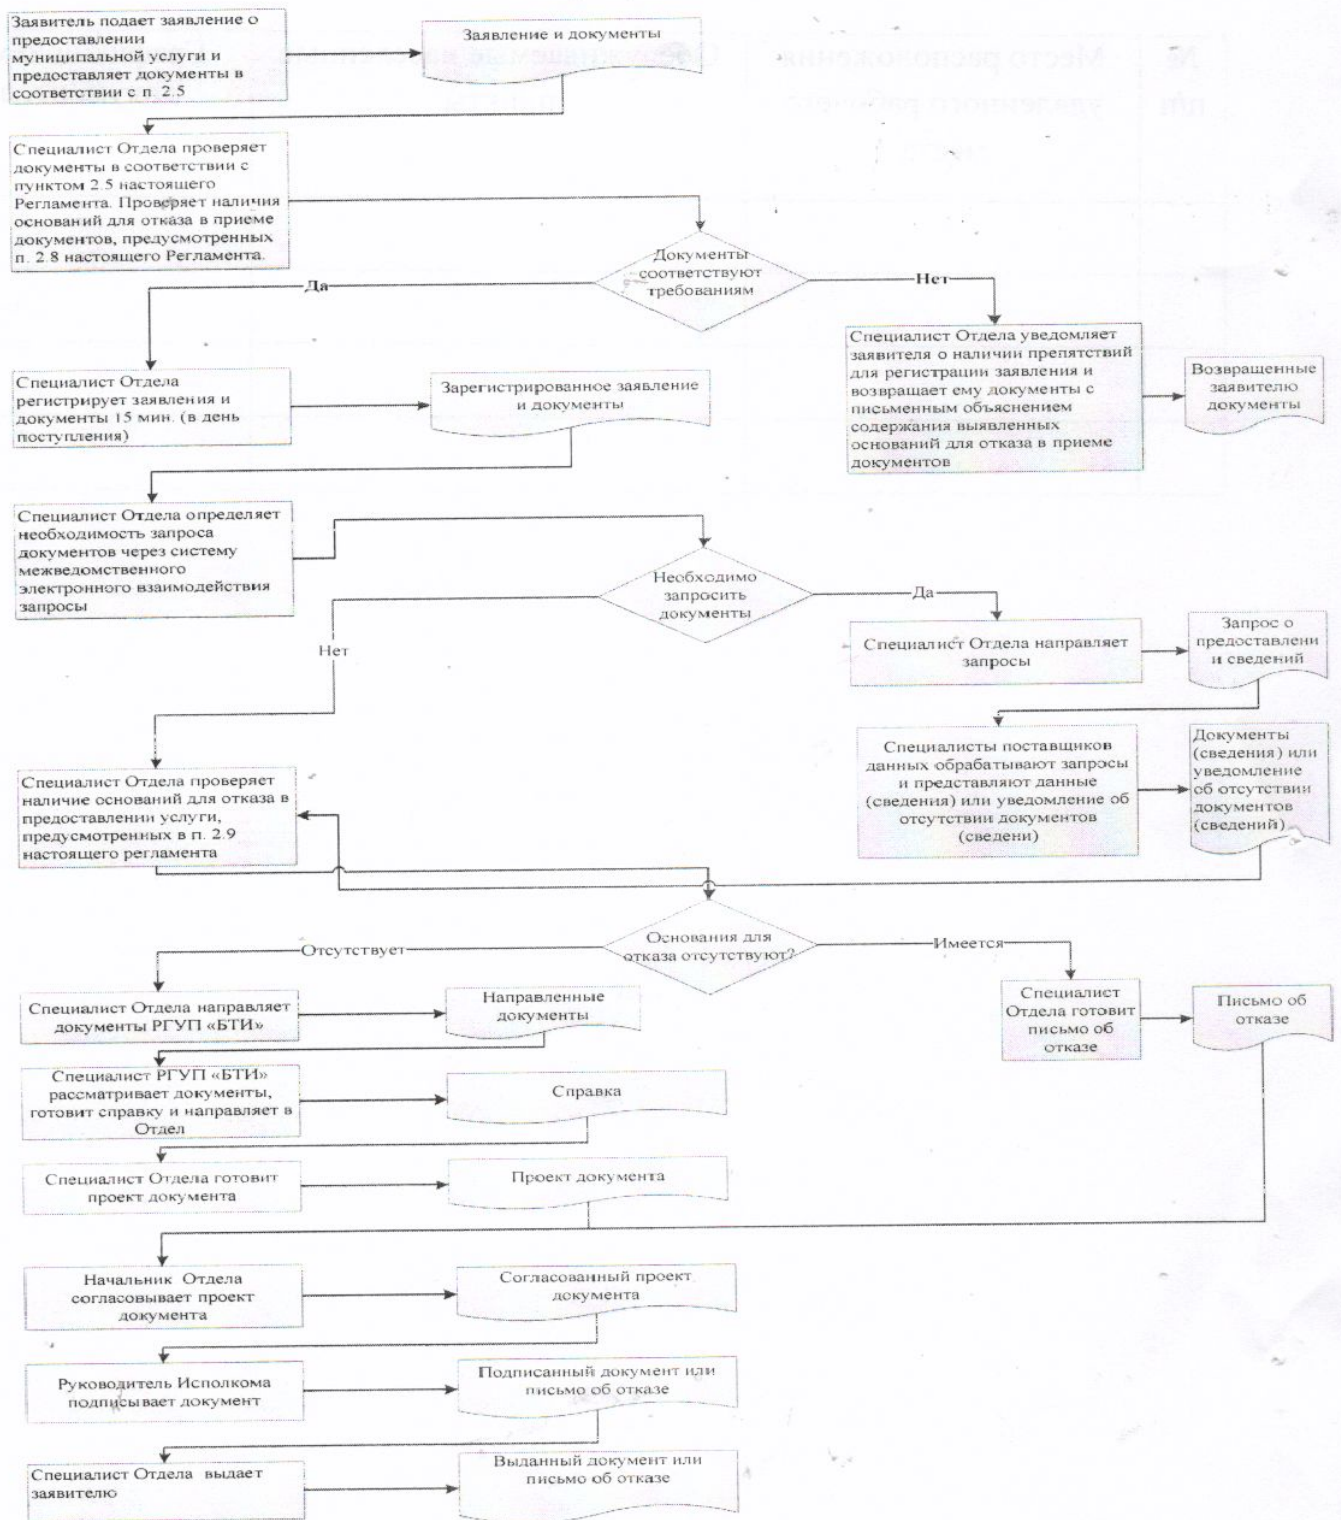 Заявитель подает заявление о
предоставлении
муниципальной услуги и
предоставляет документы в
соответствии с п. 2.5
Заявление и документы
№
п/п
Место расположения
удаленного рабочего
Обслуживаемые
Специалист Отдела проверяет
документы в соответствии с
пунктом 2.5 настоящего
Регламента. Проверяет наличия
оснований для отказа в приеме
документов, предусмотренных
п. 2.8 настоящего Регламента.
Документы
соответствуют
требованиям
Да
Нет
Специалист Отдела
регистрирует заявления и
документы 15 мин. (в день
поступления)
Зарегистрированное заявление
и документы
Специалист Отдела уведомляет
заявителя о наличии препятствий
для регистрации заявления и
возвращает ему документы с
письменным объяснением
содержания выявленных
оснований для отказа в приеме
документов
Возвращенные
заявителю
документы
Специалист Отдела определяет
необходимость запроса
документов через систему
межведомственного
электронного взаимодействия
запросы
Необходимо
запросить
документы
Да
Нет
Специалист Отдела направляет
запросы
Запрос о
предоставлени
и сведений
Специалисты поставщиков
данных обрабатывают запросы
и представляют данные
(сведения) или уведомление об
отсутствии документов
(сведени)
Документы
(сведения) или
уведомление
об отсутствии
документов
(сведений)
Специалист Отдела проверяет
наличие оснований для отказа в
предоставлении услуги,
предусмотренных в п. 2.9
настоящего регламента
Основания для
отказа отсутствуют?
Отсутствует
Имеется
Специалист Отдела направляет
документы РГУП «БТИ»
Направленные
документы
Специалист
Отдела готовит
письмо об
отказе
Письмо об
отказе
Специалист РГУП «БТИ»
рассматривает документы,
готовит справку и направляет в
Отдел
Справка
Специалист Отдела готовит
проект документа
Проект документа
Начальник Отдела
согласовывает проект
документа
Согласованный проект
документа
Руководитель Исполкома
подписывает документ
Подписанный документ или
письмо об отказе
Специалист Отдела выдает
заявителю
Выданный документ или
письмо об отказе